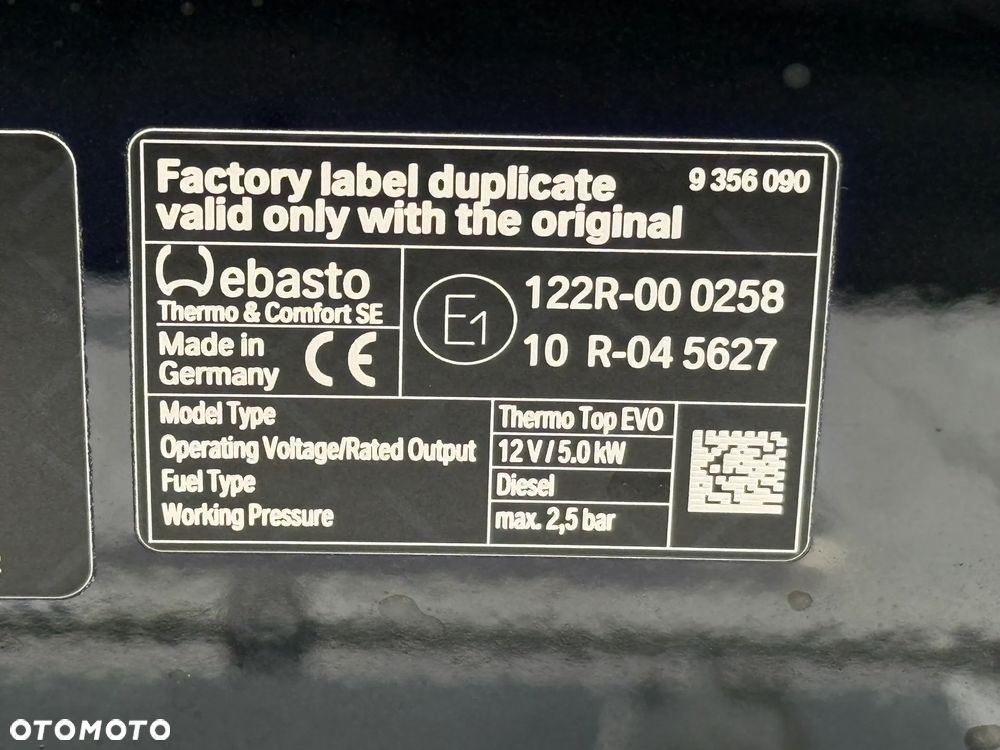 Factory label duplicate
valid only with the original
9 356 090
Webasto
Thermo & Comfort SE
Made in
Germany
CE
E1
122R-00 0258
10 R-04 5627
Model Type
Thermo Top EVO
Operating Voltage/Rated Output
12 V / 5.0 kW
Fuel Type
Diesel
Working Pressure
max. 2,5 bar
OTOMOTO